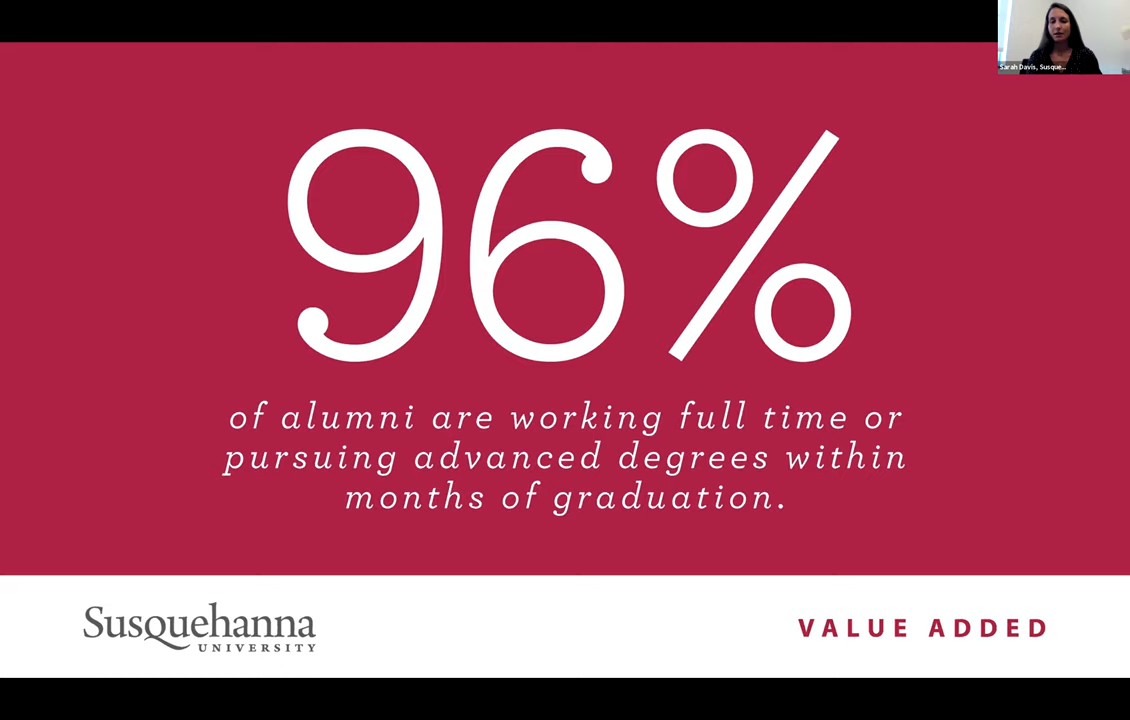 Sarah Davis, Susque...
96%
of alumni are working full time or
pursuing advanced degrees within
months of graduation.
Susquehanna
UNIVERSITY
VALUE ADDED